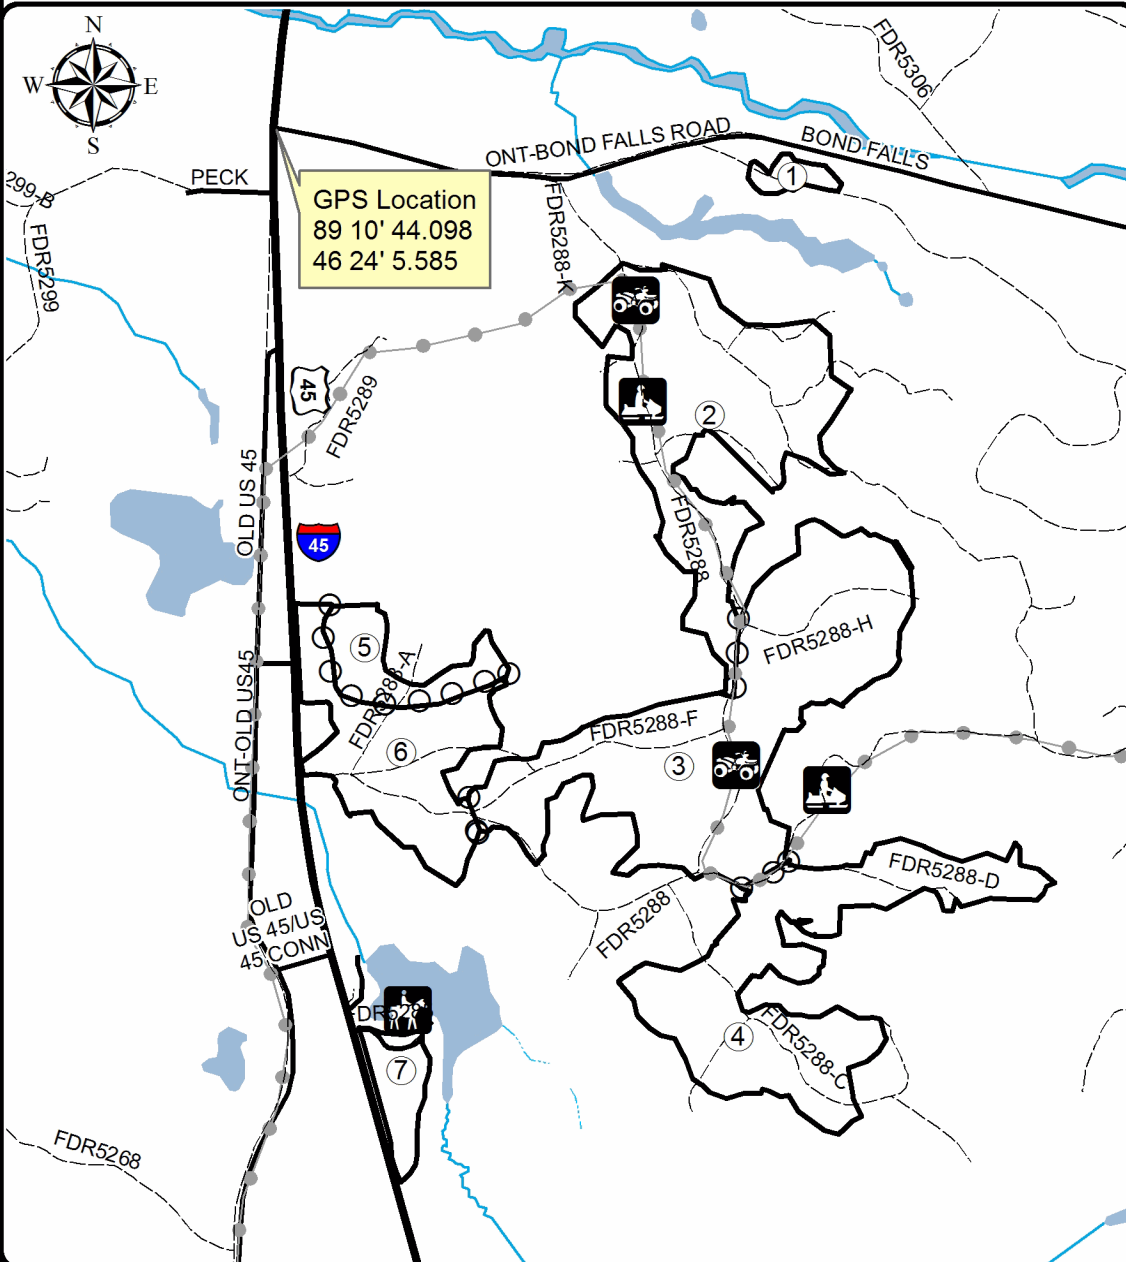 N
W E
S
FDR5306
ONT-BOND FALLS ROAD
BOND FALLS
PECK
1
299-B
GPS Location
89 10' 44.098
46 24' 5.585
FDR5288-K
FDR5299
45
FDR5289
2
OLD US 45
FDR5288
45
FDR5288-H
5
FDR5288-A
ONT-OLD US45
FDR5288-F
6
3
FDR5288-D
OLD
US 45/US
45 CONN
FDR5288
4
FDR5288-C
7
FDR5268